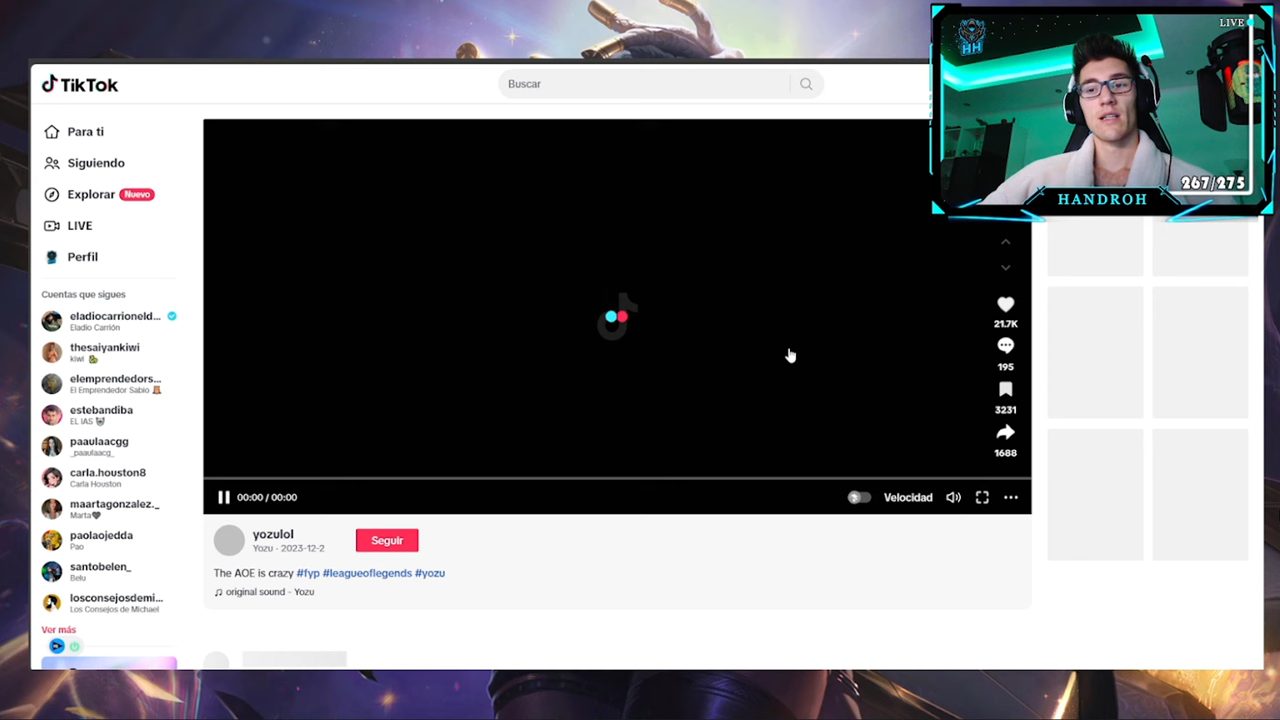 TikTok
Buscar
LIVE
HH
267/275
HANDROH
Para ti
Siguiendo
Explorar Nuevo
LIVE
Perfil
Cuentas que sigues
eladiocarrioneld...
Eladio Carrión
thesaiyankiwi
kiwi
elemprendedors...
El Emprendedor Sabio
estebandiba
EL IAS
paaulaacgg
_paaulaacg_
carla.houston8
Carla Houston
maartagonzalez._
Marta
paolaojedda
Pao
santobelen_
Belu
losconsejosdemi...
Los Consejos de Michael
Ver más
21.7K
195
3231
1688
00:00 / 00:00
Velocidad
yozulol
Yozu · 2023-12-2
Seguir
The AOE is crazy #fyp #leagueoflegends #yozu
original sound - Yozu